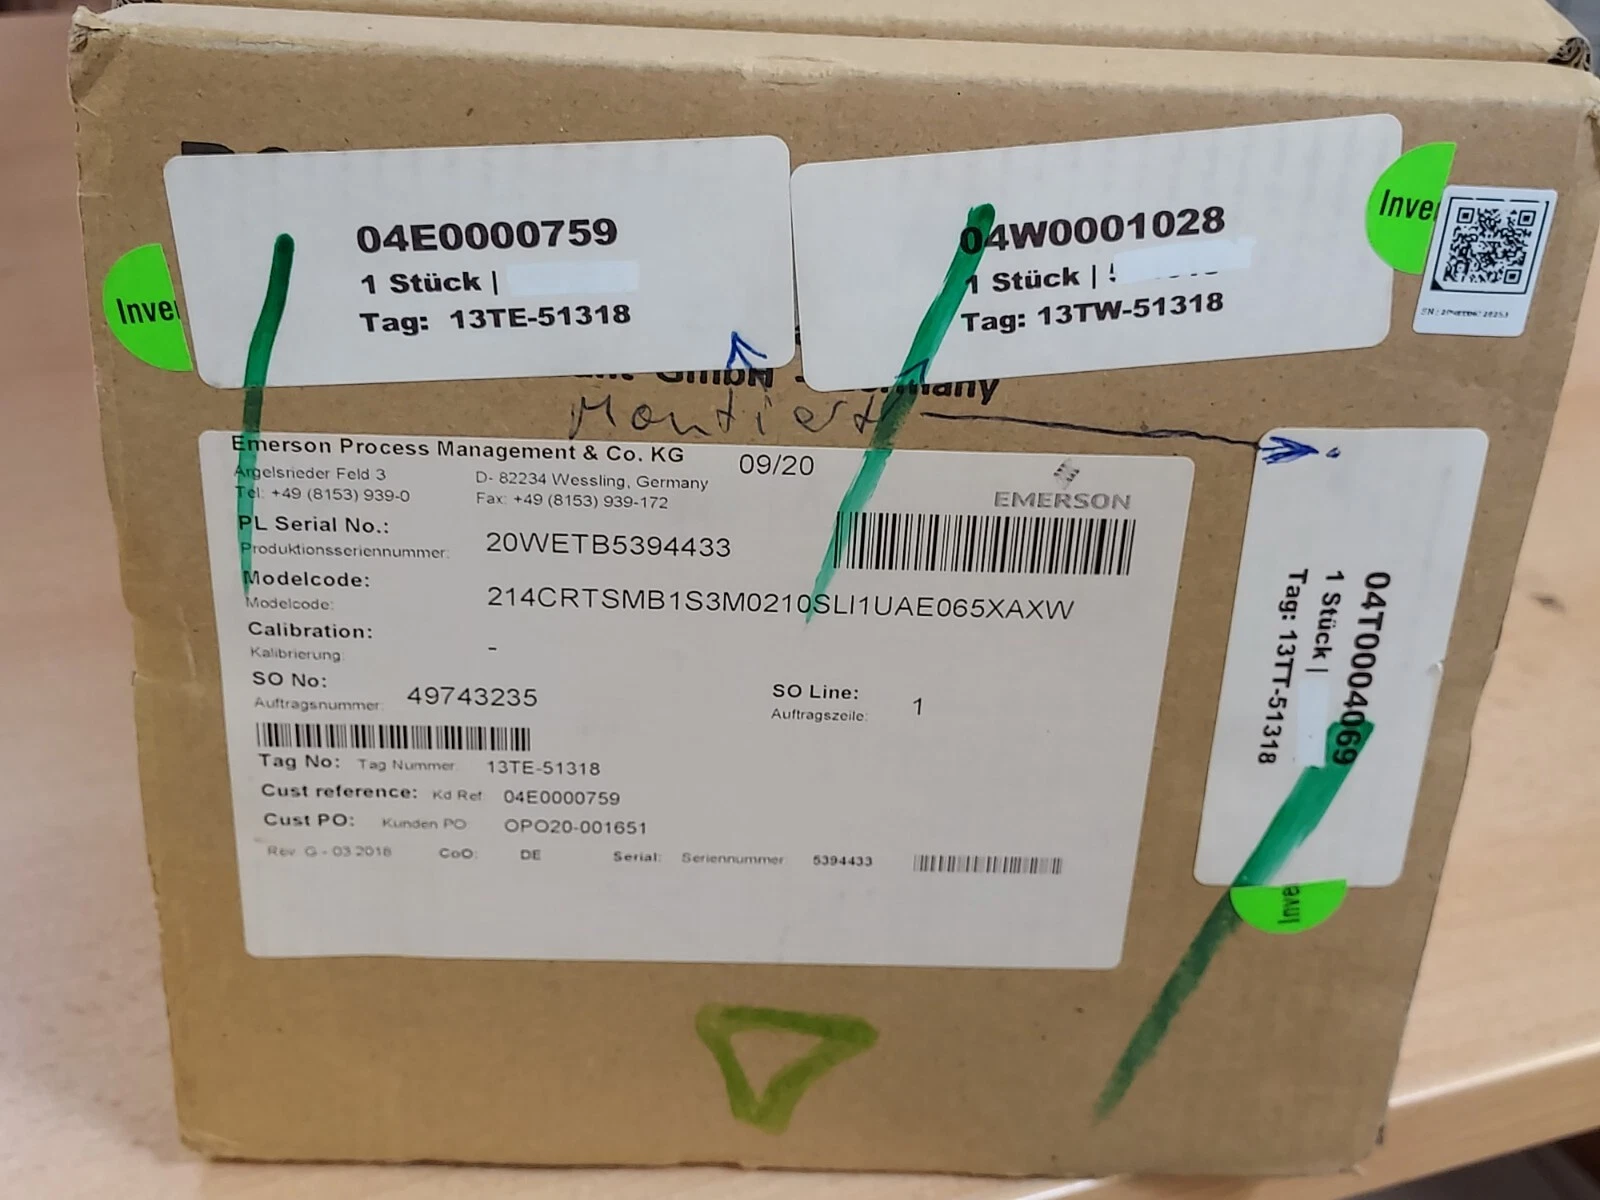 04E0000759
1 Stück |
Tag: 13TE-51318
Inve
04W0001028
1 Stück |
Tag: 13TW-51318
Inve
GmbH
Montiert
Emerson Process Management & Co. KG
09/20
Argelsrieder Feld 3
D- 82234 Wessling, Germany
Tel: +49 (8153) 939-0
Fax: +49 (8153) 939-172
EMERSON
PL Serial No.:
Produktionsseriennummer:
20WETB5394433
Modelcode:
Modelcode:
214CRTSMB1S3M0210SLI1UAE065XAXW
Calibration:
Kalibrierung:
-
SO No:
Auftragsnummer:
49743235
SO Line:
Auftragszeile:
1
Tag No: Tag Nummer: 13TE-51318
Cust reference: Kd Ref: 04E0000759
Cust PO: Kunden PO OPO20-001651
Rev. G - 03.2018 CoO: DE Serial: Seriennummer 5394433
04T0004069
1 Stück |
Tag: 13TT-51318
Inve